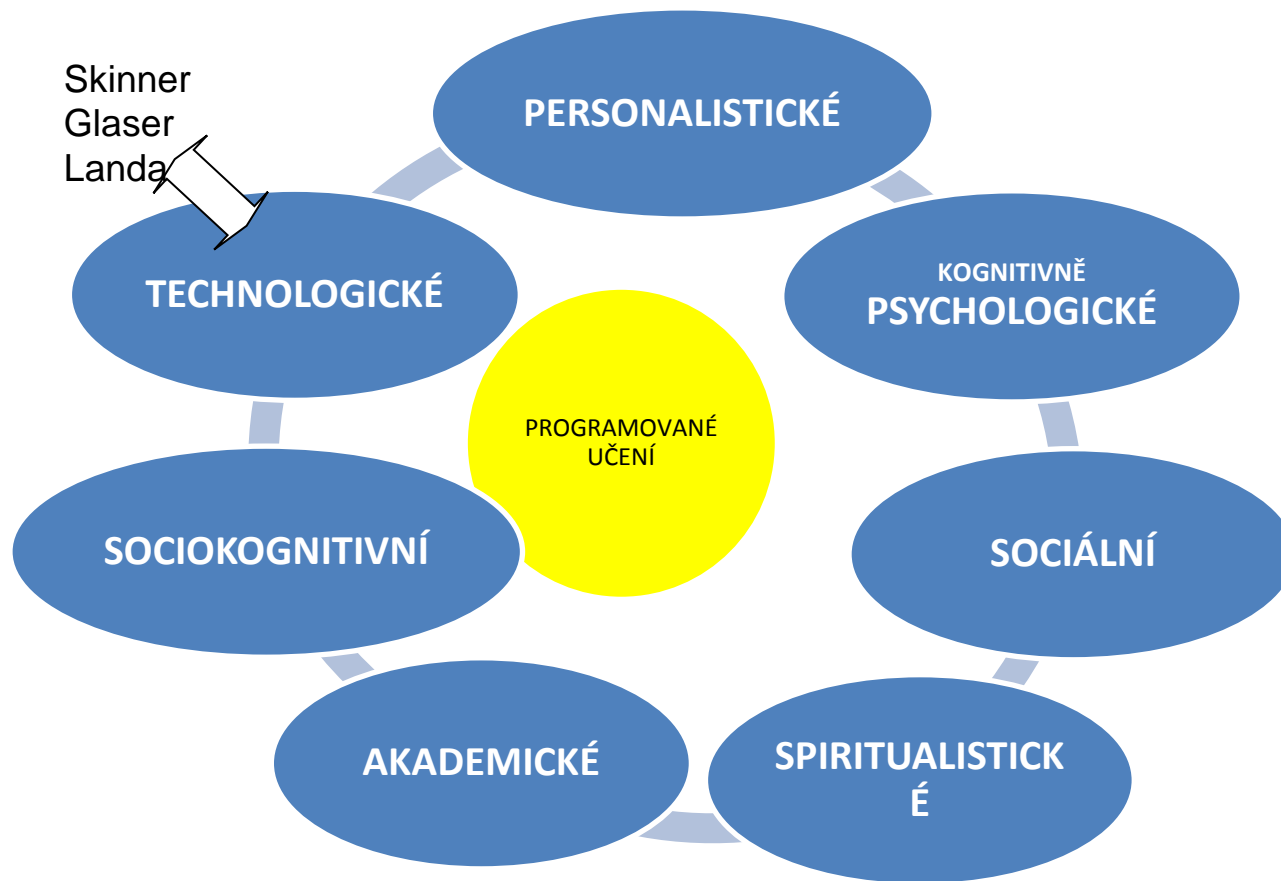 Skinner
Glaser
Landa
PERSONALISTICKÉ
TECHNOLOGICKÉ
KOGNITIVNĚ
PSYCHOLOGICKÉ
PROGRAMOVANÉ
UČENÍ
SOCIOKOGNITIVNÍ
SOCIÁLNÍ
AKADEMICKÉ
SPIRITUALISTICK
É